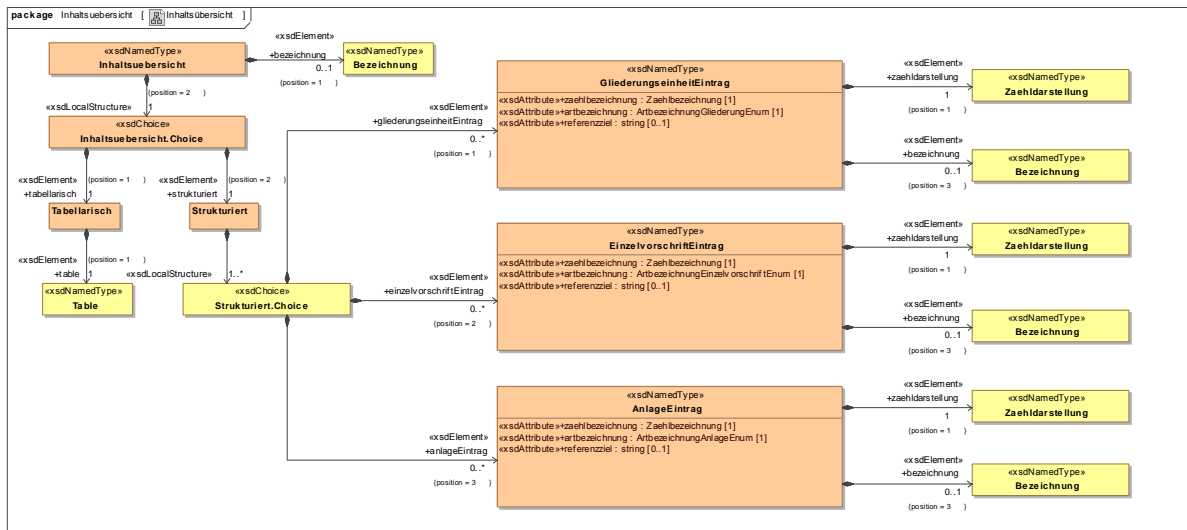 package Inhaltsuebersicht [ Inhaltsübersicht ]
«xsdNamedType»
Inhaltsuebersicht
«xsdElement»
+bezeichnung
0..1
{position = 1 }
«xsdNamedType»
Bezeichnung
{position = 2 }
«xsdLocalStructure»
1
«xsdChoice»
Inhaltsuebersicht.Choice
«xsdElement»
+tabellarisch
{position = 1 }
1
«xsdElement»
+strukturiert
{position = 2 }
1
Tabellarisch
Strukturiert
«xsdElement»
+table
{position = 1 }
1
«xsdLocalStructure»
1..*
«xsdNamedType»
Table
«xsdChoice»
Strukturiert.Choice
«xsdElement»
+gliederungseinheitEintrag
0..*
{position = 1 }
«xsdNamedType»
GliederungseinheitEintrag
«xsdAttribute»+zaehlbezeichnung : Zaehlbezeichnung [1]
«xsdAttribute»+artbezeichnung : ArtbezeichnungGliederungEnum [1]
«xsdAttribute»+referenzziel : string [0..1]
«xsdElement»
+zaehldarstellung
1
{position = 1 }
«xsdNamedType»
Zaehldarstellung
«xsdElement»
+bezeichnung
0..1
{position = 3 }
«xsdNamedType»
Bezeichnung
«xsdElement»
+einzelvorschriftEintrag
0..*
{position = 2 }
«xsdNamedType»
EinzelvorschriftEintrag
«xsdAttribute»+zaehlbezeichnung : Zaehlbezeichnung [1]
«xsdAttribute»+artbezeichnung : ArtbezeichnungEinzelvorschriftEnum [1]
«xsdAttribute»+referenzziel : string [0..1]
«xsdElement»
+zaehldarstellung
1
{position = 1 }
«xsdNamedType»
Zaehldarstellung
«xsdElement»
+bezeichnung
0..1
{position = 3 }
«xsdNamedType»
Bezeichnung
«xsdElement»
+anlageEintrag
0..*
{position = 3 }
«xsdNamedType»
AnlageEintrag
«xsdAttribute»+zaehlbezeichnung : Zaehlbezeichnung [1]
«xsdAttribute»+artbezeichnung : ArtbezeichnungAnlageEnum [1]
«xsdAttribute»+referenzziel : string [0..1]
«xsdElement»
+zaehldarstellung
1
{position = 1 }
«xsdNamedType»
Zaehldarstellung
«xsdElement»
+bezeichnung
0..1
{position = 3 }
«xsdNamedType»
Bezeichnung